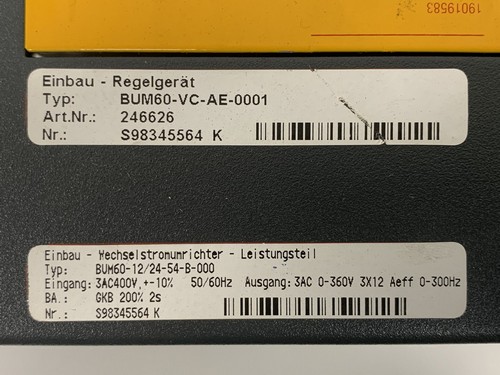 19019583
Einbau - Regelgerät
Typ: BUM60-VC-AE-0001
Art.Nr.: 246626
Nr.: S98345564 K
Einbau - Wechselstromumrichter - Leistungsteil
Typ: BUM60-12/24-54-B-000
Eingang: 3AC400V,+-10% 50/60Hz Ausgang: 3AC 0-360V 3X12 Aeff 0-300Hz
BA.: GKB 200% 2s
Nr.: S98345564 K